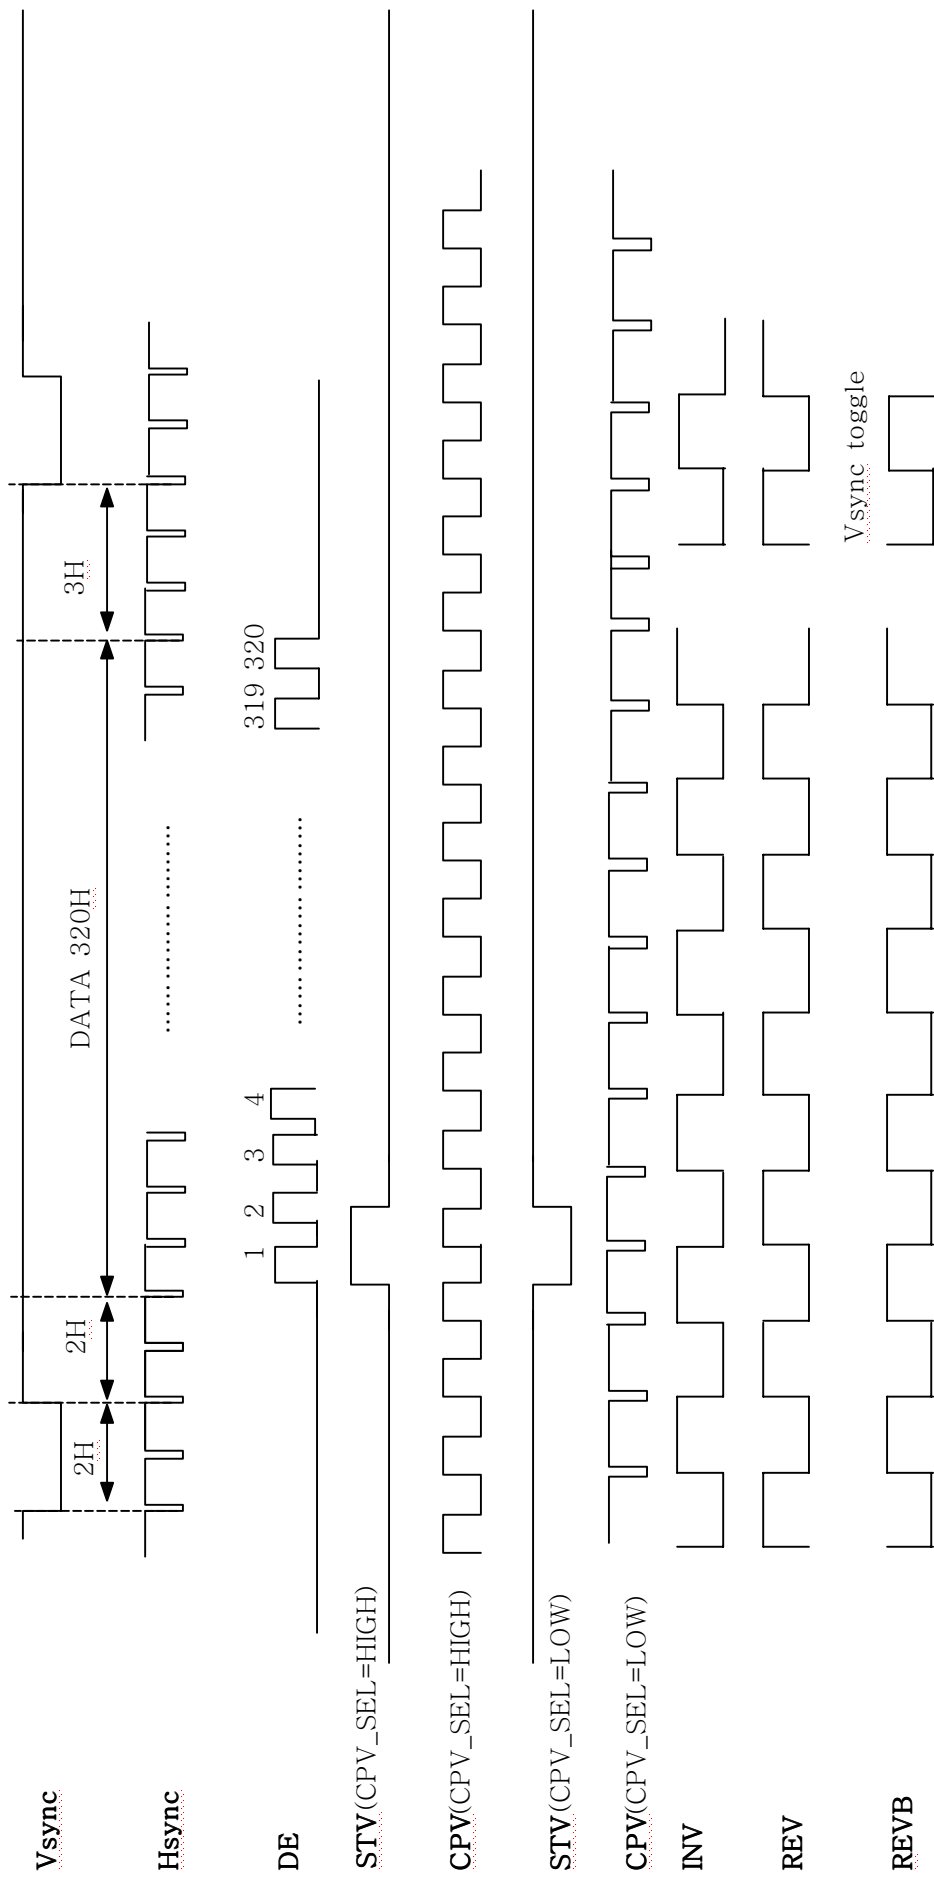 Vsync
2H
2H
DATA 320H
3H
Hsync
DE
1 2 3 4
319 320
STV(CPV_SEL=HIGH)
CPV(CPV_SEL=HIGH)
STV(CPV_SEL=LOW)
CPV(CPV_SEL=LOW)
INV
REV
Vsync toggle
REVB